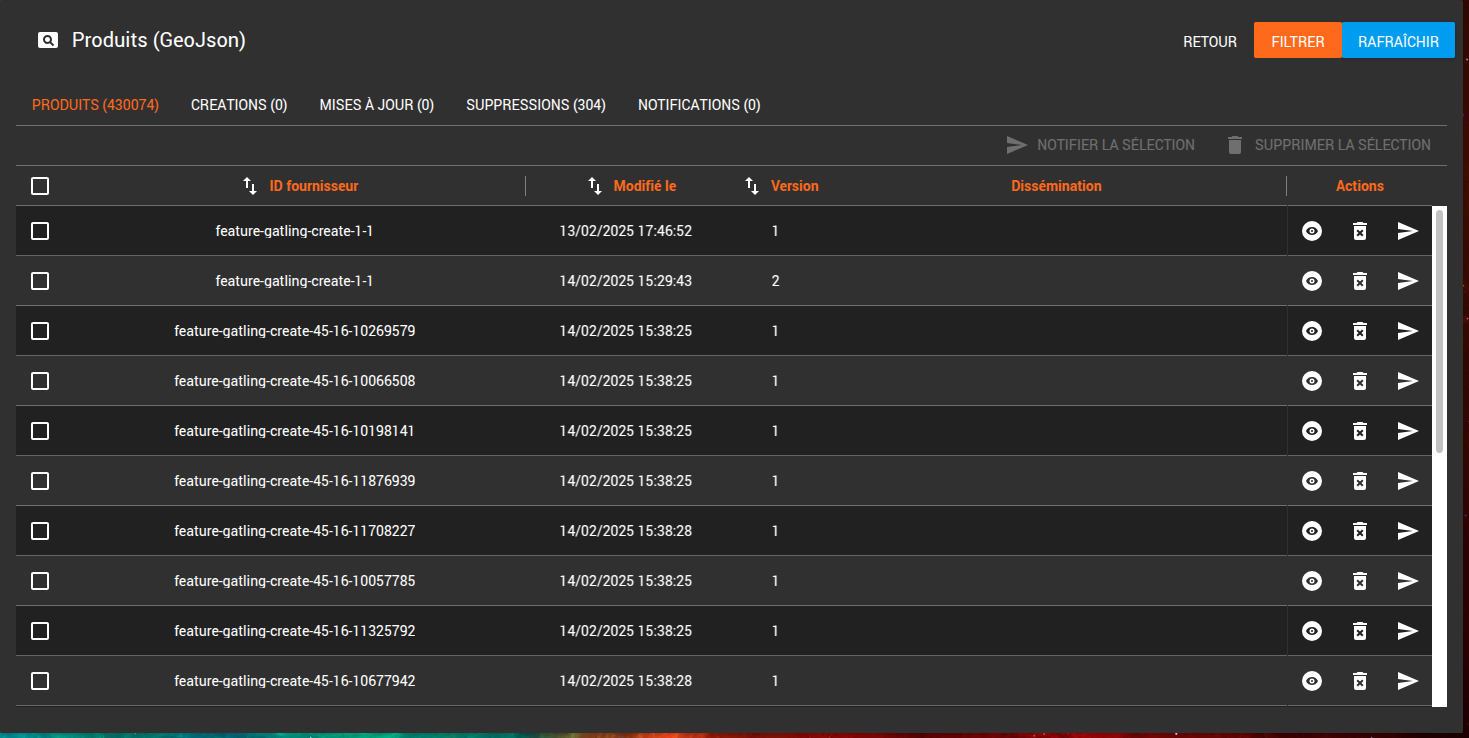 Produits (GeoJson)
RETOUR FILTRER RAFRAÎCHIR
PRODUITS (430074) CREATIONS (0) MISES À JOUR (0) SUPPRESSIONS (304) NOTIFICATIONS (0)
NOTIFIER LA SÉLECTION SUPPRIMER LA SÉLECTION
ID fournisseur Modifié le Version Dissémination Actions
feature-gatling-create-1-1 13/02/2025 17:46:52 1
feature-gatling-create-1-1 14/02/2025 15:29:43 2
feature-gatling-create-45-16-10269579 14/02/2025 15:38:25 1
feature-gatling-create-45-16-10066508 14/02/2025 15:38:25 1
feature-gatling-create-45-16-10198141 14/02/2025 15:38:25 1
feature-gatling-create-45-16-11876939 14/02/2025 15:38:25 1
feature-gatling-create-45-16-11708227 14/02/2025 15:38:28 1
feature-gatling-create-45-16-10057785 14/02/2025 15:38:25 1
feature-gatling-create-45-16-11325792 14/02/2025 15:38:25 1
feature-gatling-create-45-16-10677942 14/02/2025 15:38:28 1